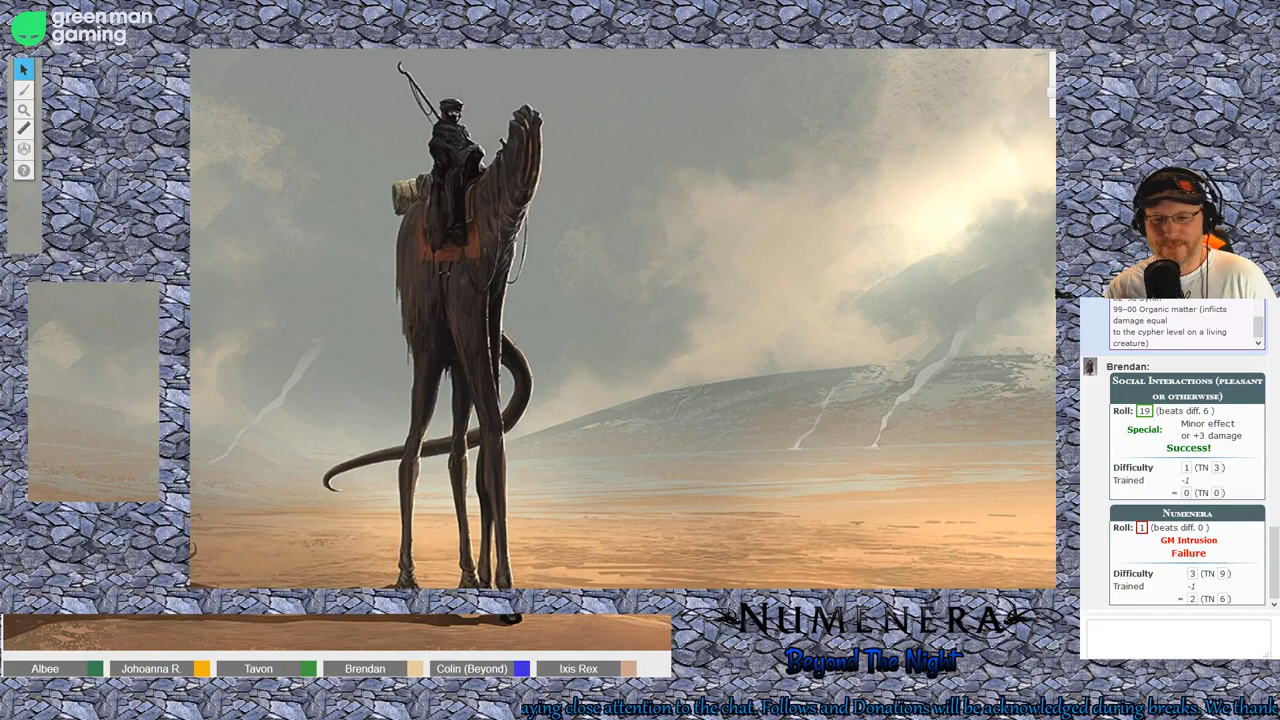 greenman
gaming
99-00 Organic matter (inflicts
damage equal
to the cypher level on a living
creature)
Brendan:
Social Interactions (pleasant
or otherwise)
Roll: 19 (beats diff. 6 )
Special: Minor effect
or +3 damage
Success!
Difficulty 1 (TN 3 )
Trained -1
= 0 (TN 0 )
Numenera
Roll: 1 (beats diff. 0 )
GM Intrusion
Failure
Difficulty 3 (TN 9 )
Trained -1
= 2 (TN 6 )
Numenera
Beyond The Night
Albee Johoanna R. Tavon Brendan Colin (Beyond) Ixis Rex
aying close attention to the chat. Follows and Donations will be acknowledged during breaks. We thank